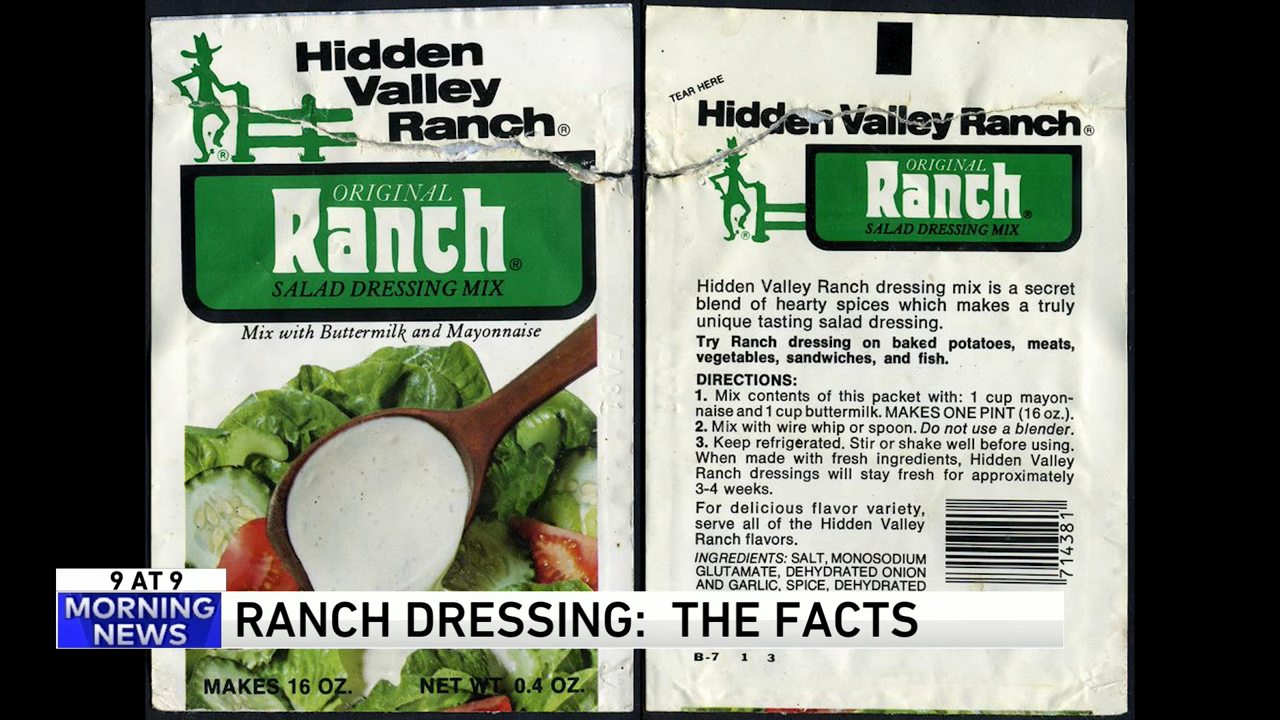 Hidden
Valley
Ranch®
®
ORIGINAL
Ranch®
SALAD DRESSING MIX
Mix with Buttermilk and Mayonnaise
MAKES 16 OZ.
NET WT. 0.4 OZ.
TEAR HERE
Hidden Valley Ranch®
®
ORIGINAL
Ranch®
SALAD DRESSING MIX
Hidden Valley Ranch dressing mix is a secret
blend of hearty spices which makes a truly
unique tasting salad dressing.
Try Ranch dressing on baked potatoes, meats,
vegetables, sandwiches, and fish.
DIRECTIONS:
1. Mix contents of this packet with: 1 cup mayon-
naise and 1 cup buttermilk. MAKES ONE PINT (16 oz.).
2. Mix with wire whip or spoon. Do not use a blender.
3. Keep refrigerated. Stir or shake well before using.
When made with fresh ingredients, Hidden Valley
Ranch dressings will stay fresh for approximately
3-4 weeks.
For delicious flavor variety,
serve all of the Hidden Valley
Ranch flavors.
INGREDIENTS: SALT, MONOSODIUM
GLUTAMATE, DEHYDRATED ONION
AND GARLIC, SPICE, DEHYDRATED
714381
B-7 1 3
9 AT 9
MORNING
NEWS
RANCH DRESSING: THE FACTS